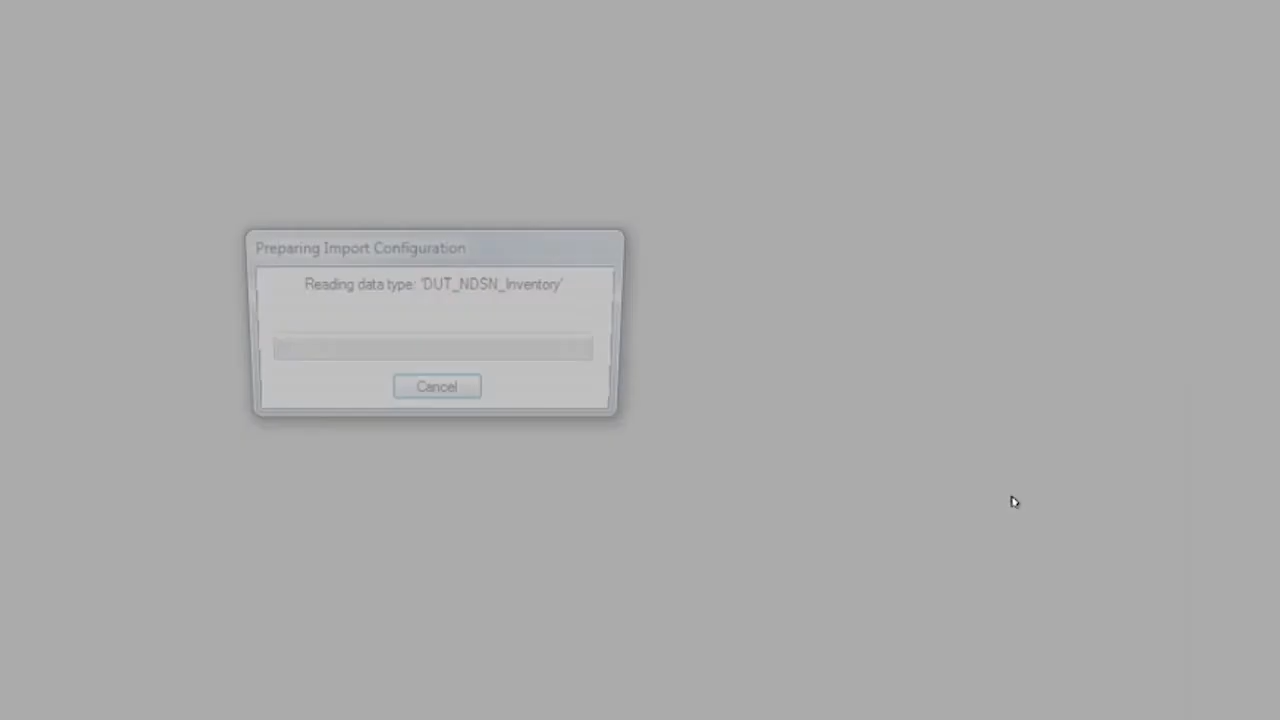 Preparing Import Configuration
Reading data type: 'DUT_NDSN_Inventory'
Cancel